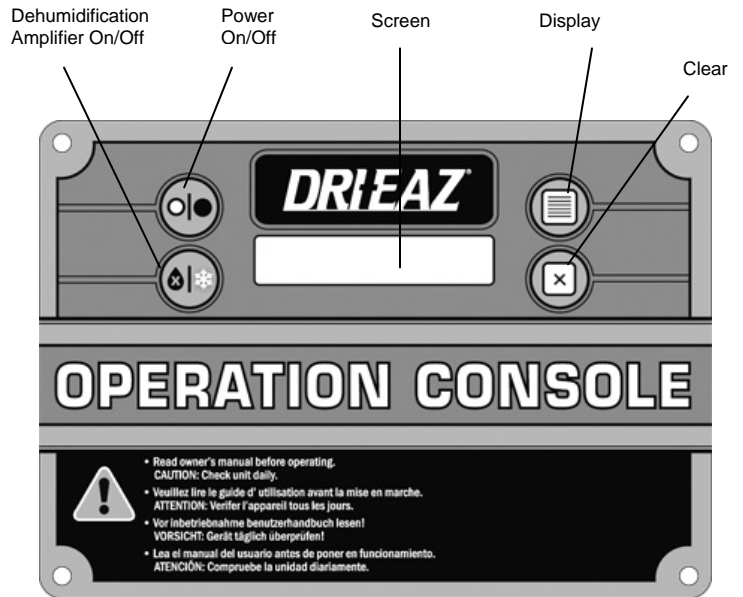 Dehumidification
Amplifier On/Off
Power
On/Off
Screen
Display
Clear
DRI-EAZ
OPERATION CONSOLE
• Read owner's manual before operating.
CAUTION: Check unit daily.
• Veuillez lire le guide d' utilisation avant la mise en marche.
ATTENTION: Verifer l'appareil tous les jours.
• Vor inbetriebnahme benutzerhandbuch lesen!
VORSICHT: Gerät täglich überprüfen!
• Lea el manual del usuario antes de poner en funcionamiento.
ATENCIÓN: Compruebe la unidad diariamente.